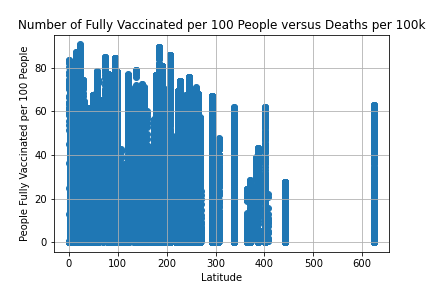 Number of Fully Vaccinated per 100 People versus Deaths per 100k
People Fully Vaccinated per 100 People
80
60
40
20
0
0 100 200 300 400 500 600
Latitude